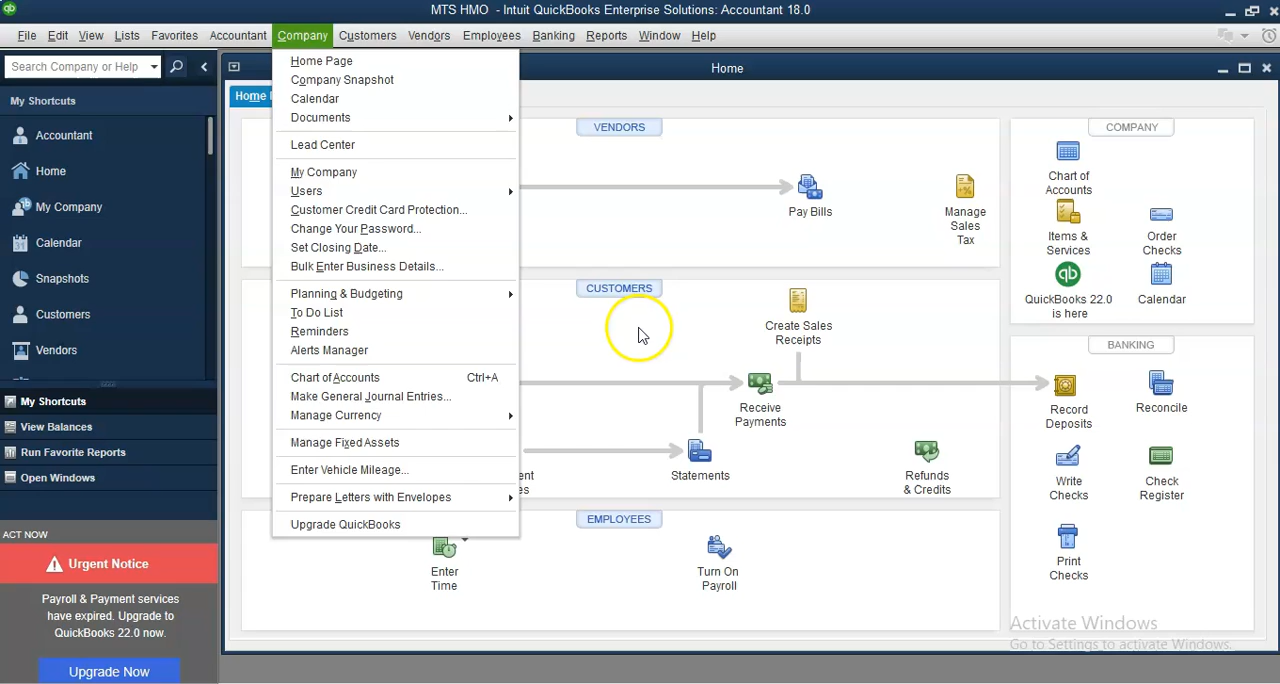 qb
MTS HMO - Intuit QuickBooks Enterprise Solutions: Accountant 18.0
File Edit View Lists Favorites Accountant Company Customers Vendors Employees Banking Reports Window Help
Search Company or Help
My Shortcuts
Accountant
Home
My Company
Calendar
Snapshots
Customers
Vendors
My Shortcuts
View Balances
Run Favorite Reports
Open Windows
ACT NOW
Urgent Notice
Payroll & Payment services
have expired. Upgrade to
QuickBooks 22.0 now.
Upgrade Now
Home Page
Company Snapshot
Calendar
Documents
Lead Center
My Company
Users
Customer Credit Card Protection...
Change Your Password...
Set Closing Date...
Bulk Enter Business Details...
Planning & Budgeting
To Do List
Reminders
Alerts Manager
Chart of Accounts Ctrl+A
Make General Journal Entries...
Manage Currency
Manage Fixed Assets
Enter Vehicle Mileage...
Prepare Letters with Envelopes
Upgrade QuickBooks
Home
Home
VENDORS
Pay Bills
Manage
Sales
Tax
CUSTOMERS
Create Sales
Receipts
Receive
Payments
Statements
Refunds
& Credits
EMPLOYEES
Enter
Time
Turn On
Payroll
COMPANY
Chart of
Accounts
Items &
Services
Order
Checks
qb
QuickBooks 22.0
is here
Calendar
BANKING
Record
Deposits
Reconcile
Write
Checks
Check
Register
Print
Checks
Activate Windows
Go to Settings to activate Windows.